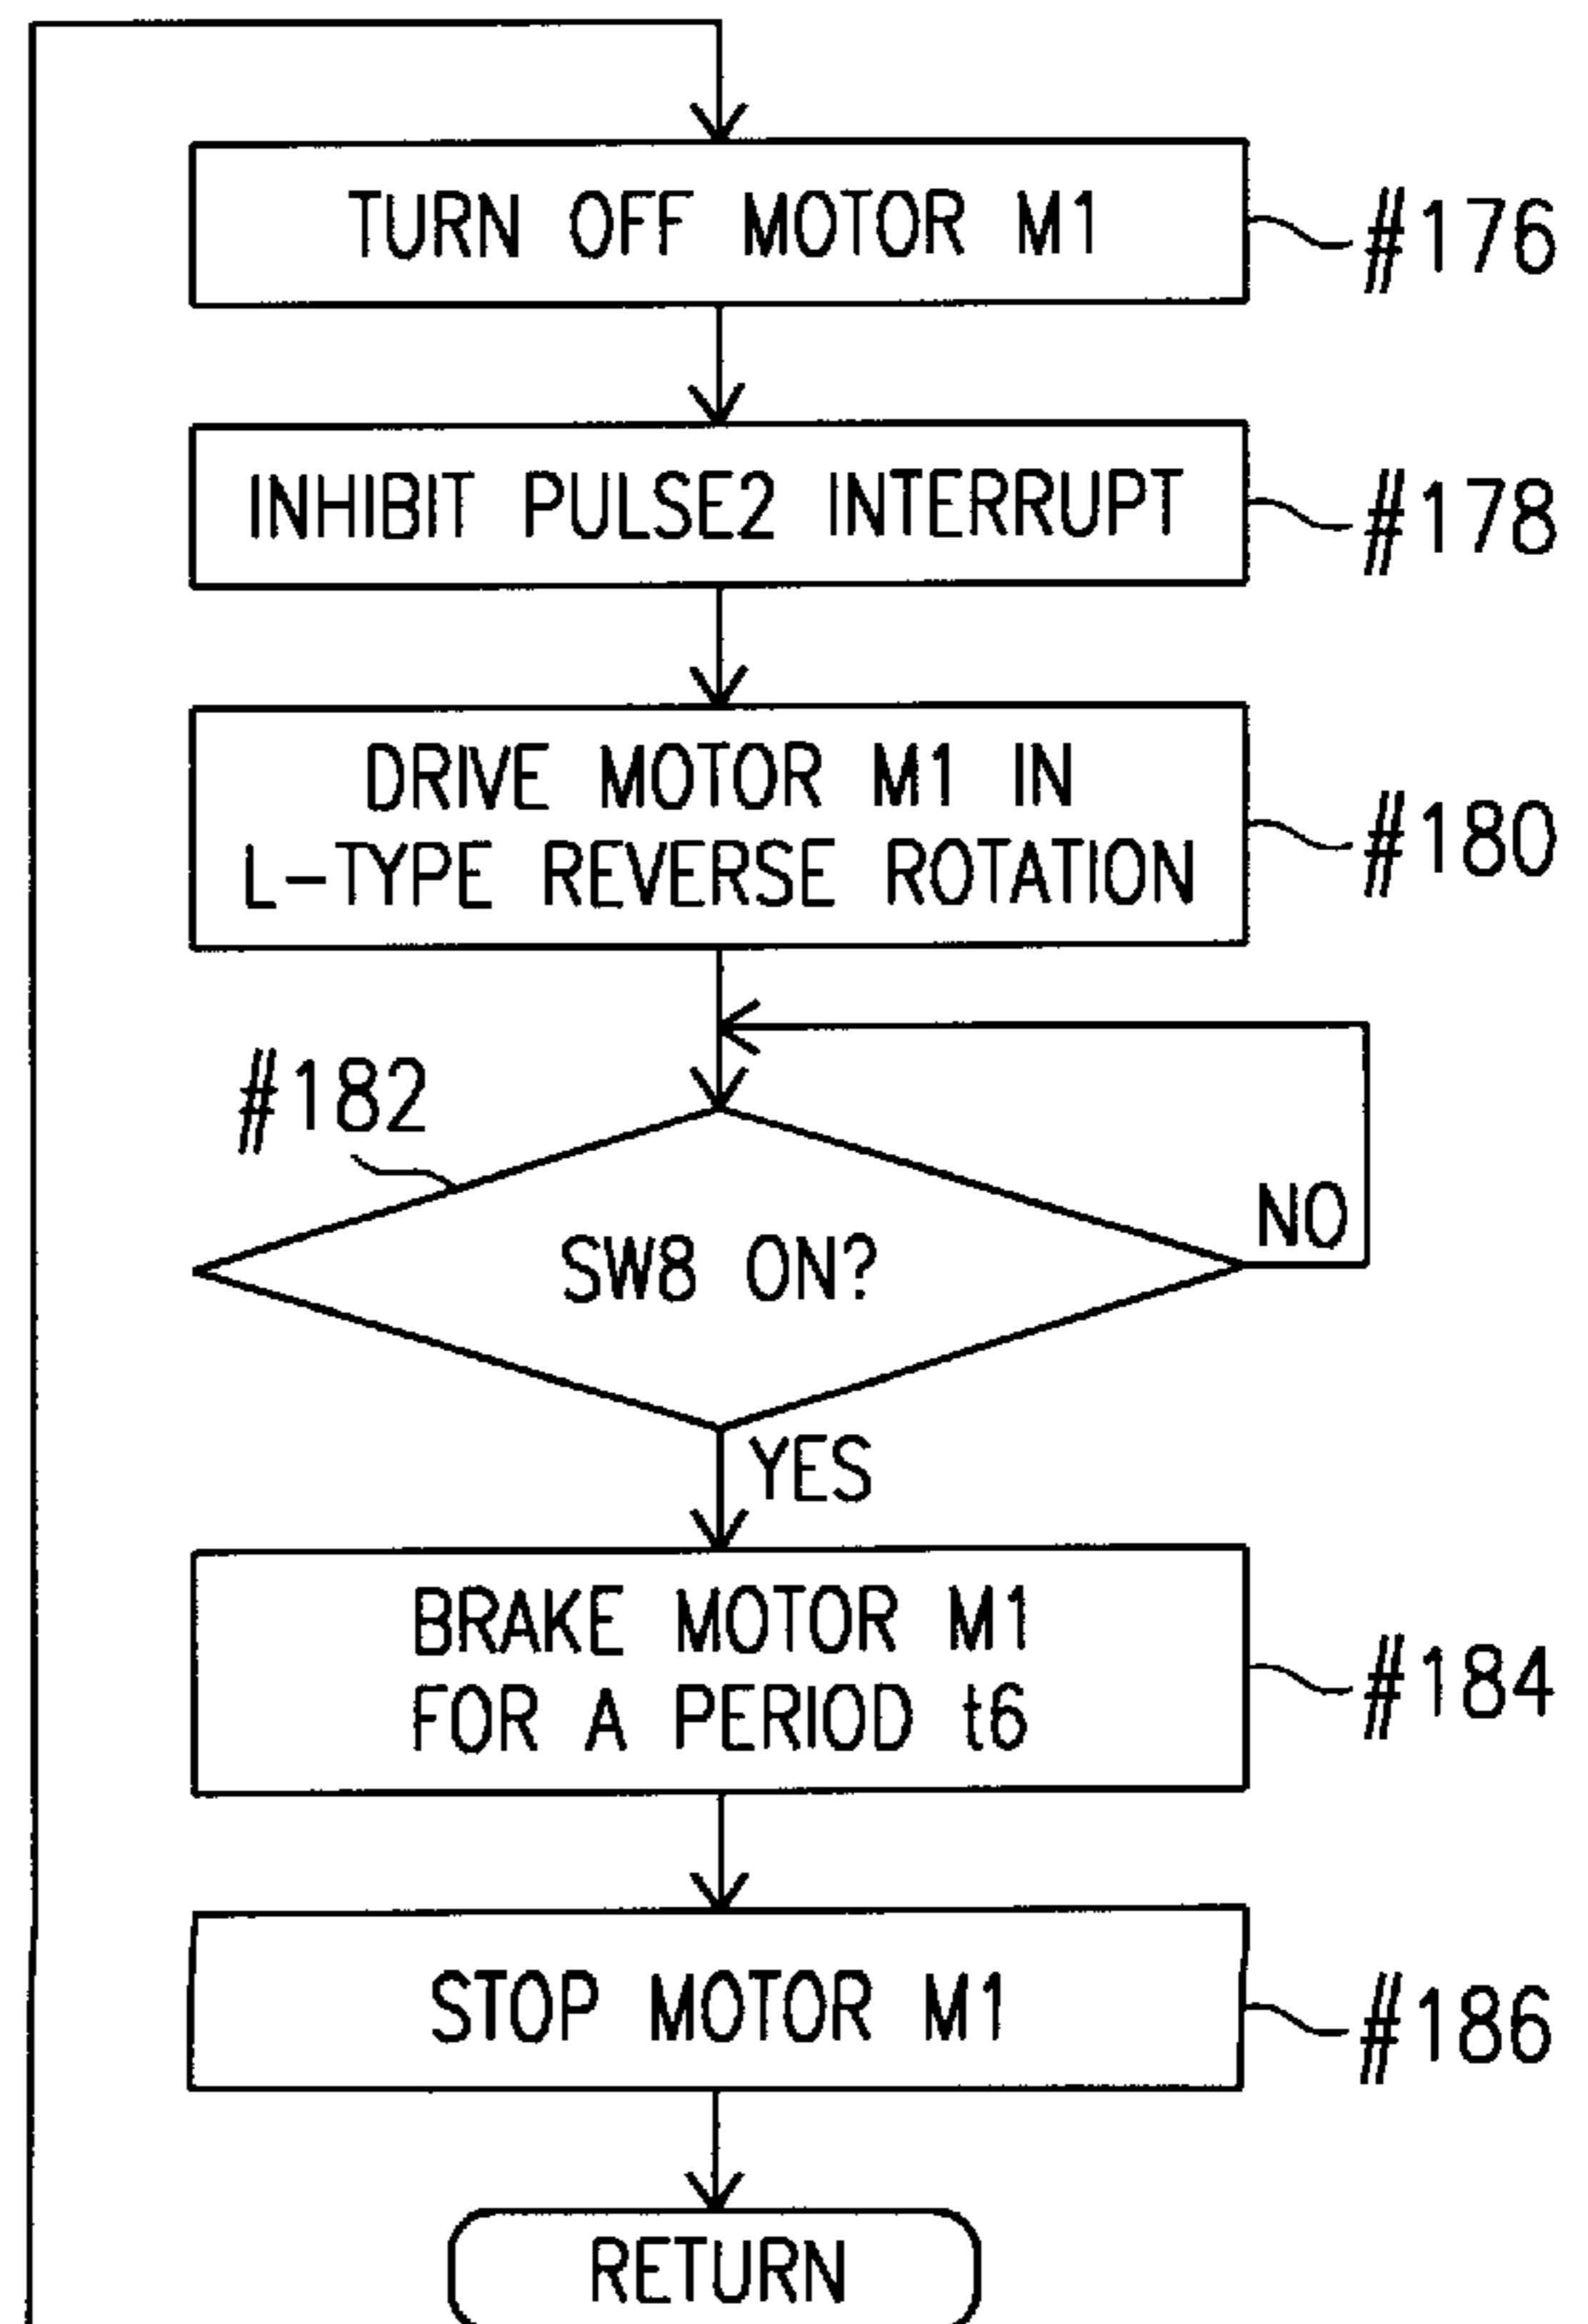 TURN OFF MOTOR M1
#176
INHIBIT PULSE2 INTERRUPT
#178
DRIVE MOTOR M1 IN
L-TYPE REVERSE ROTATION
#180
#182
SW8 ON?
NO
YES
BRAKE MOTOR M1
FOR A PERIOD t6
#184
STOP MOTOR M1
#186
RETURN